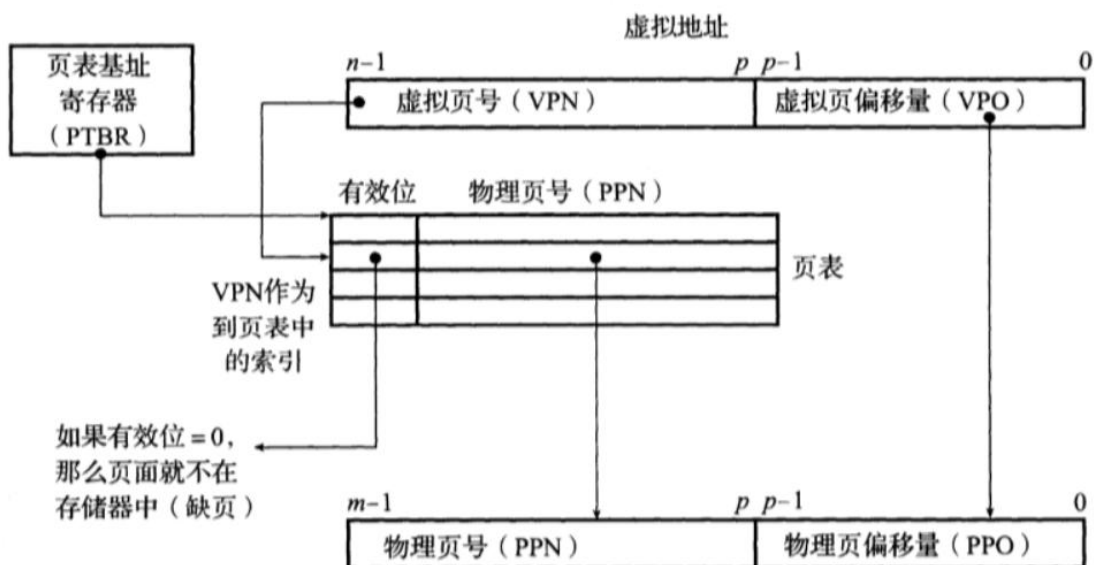 虚拟地址
页表基址
寄存器
（PTBR）
n-1 p p-1 0
虚拟页号（VPN） 虚拟页偏移量（VPO）
有效位 物理页号（PPN）
页表
VPN作为
到页表中
的索引
如果有效位=0，
那么页面就不在
存储器中（缺页）
m-1 p p-1 0
物理页号（PPN） 物理页偏移量（PPO）